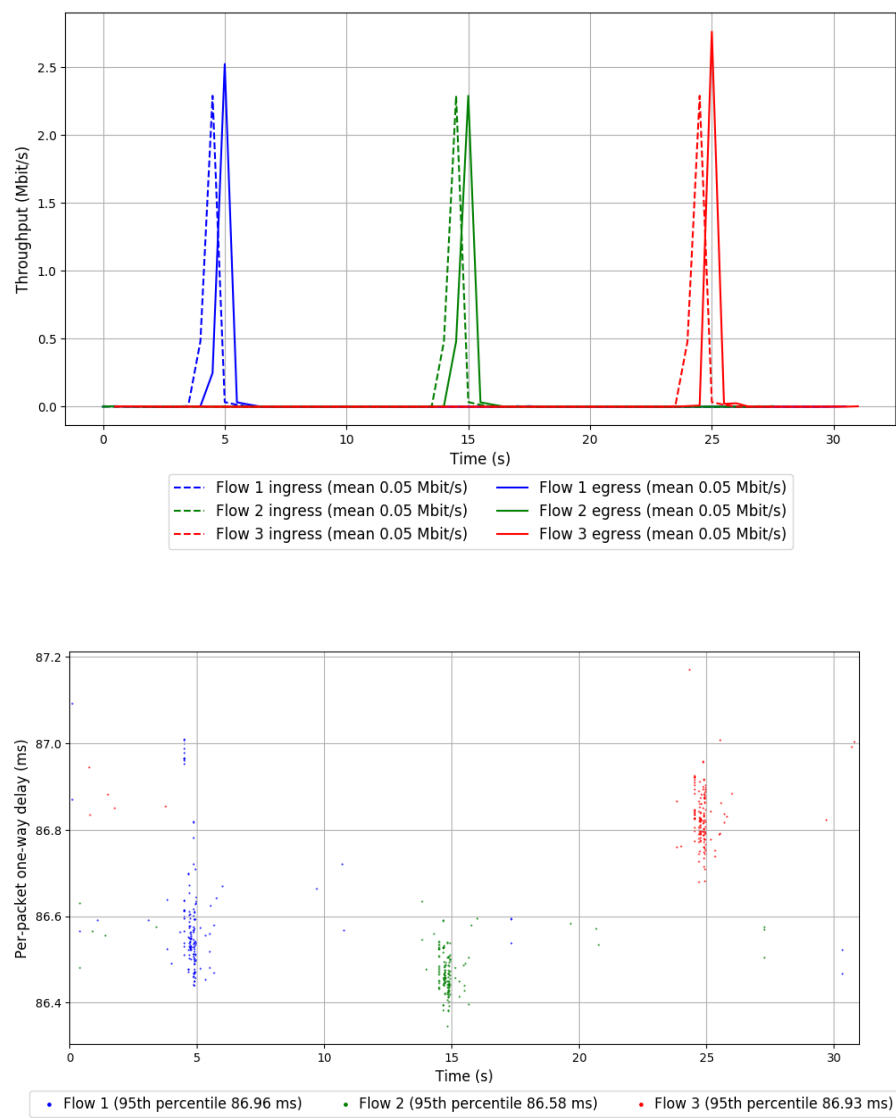 2.5
2.0
1.5
1.0
0.5
0.0
Throughput (Mbit/s)
0 5 10 15 20 25 30
Time (s)
Flow 1 ingress (mean 0.05 Mbit/s) Flow 1 egress (mean 0.05 Mbit/s)
Flow 2 ingress (mean 0.05 Mbit/s) Flow 2 egress (mean 0.05 Mbit/s)
Flow 3 ingress (mean 0.05 Mbit/s) Flow 3 egress (mean 0.05 Mbit/s)
87.2
87.0
86.8
86.6
86.4
Per-packet one-way delay (ms)
0 5 10 15 20 25 30
Time (s)
Flow 1 (95th percentile 86.96 ms) Flow 2 (95th percentile 86.58 ms) Flow 3 (95th percentile 86.93 ms)